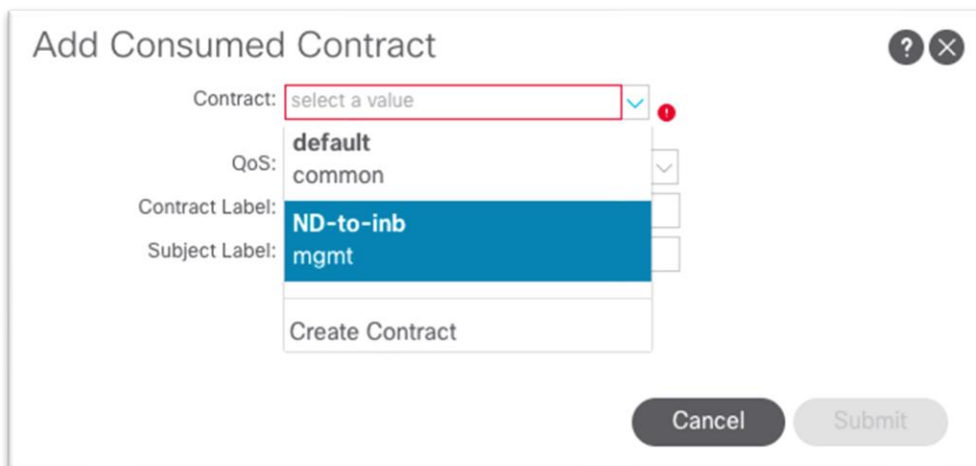 Add Consumed Contract
?
Contract: select a value
!
default
QoS:
common
Contract Label:
ND-to-inb
Subject Label:
mgmt
Create Contract
Cancel Submit